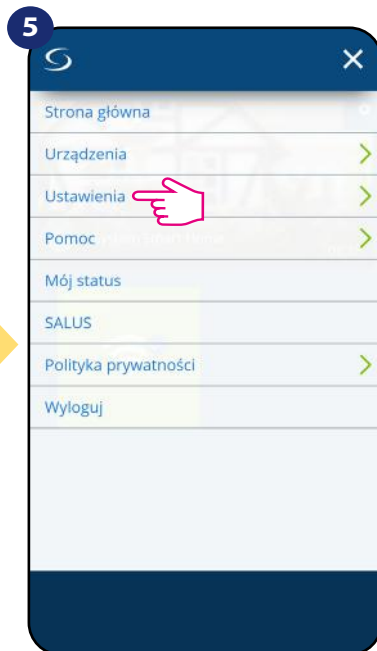 5
Strona główna
Urządzenia
Ustawienia
Pomoc
Mój status
SALUS
Polityka prywatności
Wyloguj